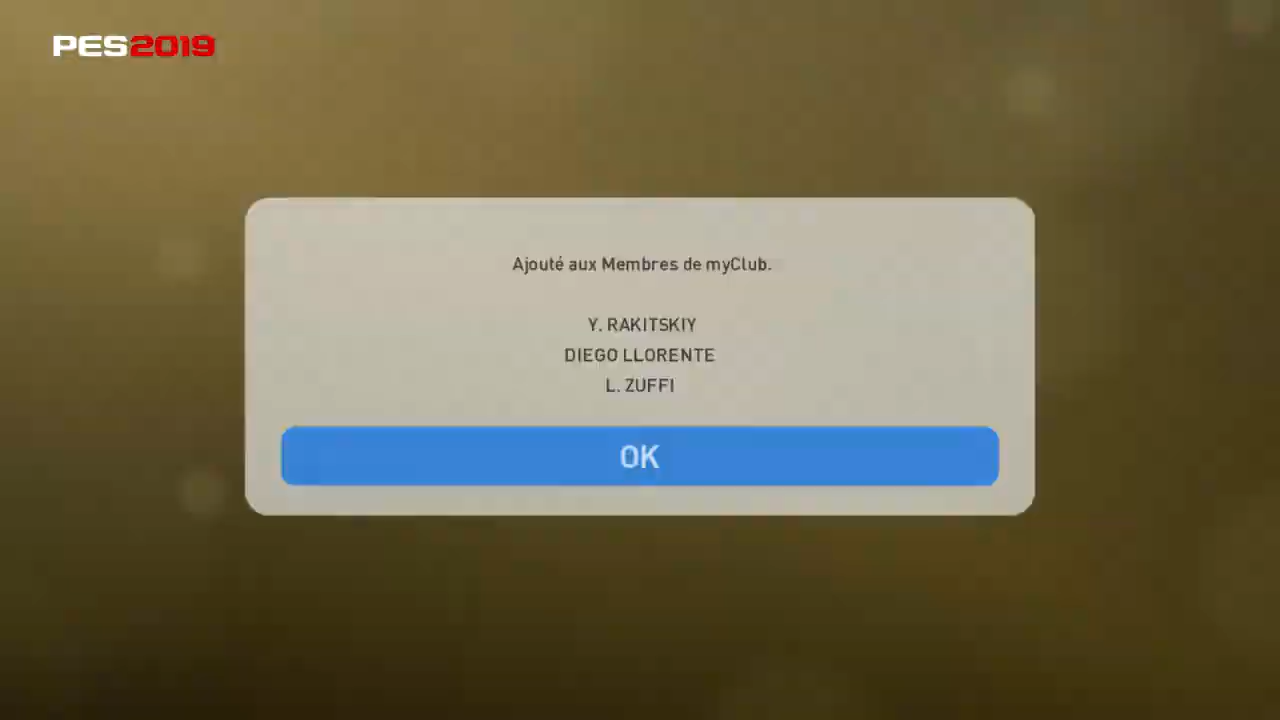 PES2019
Ajouté aux Membres de myClub.
Y. RAKITSKIY
DIEGO LLORENTE
L. ZUFFI
OK